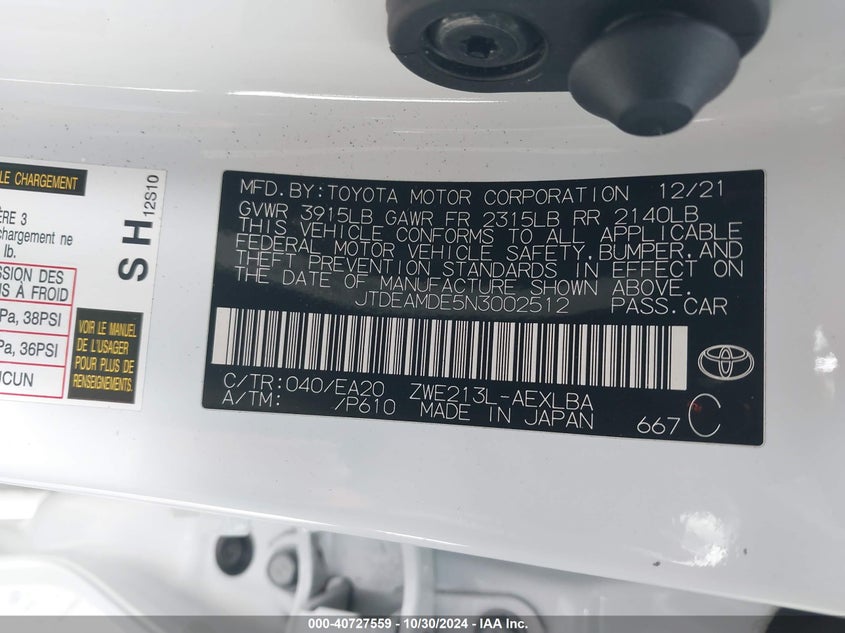 LE CHARGEMENT
ÈRE 3
chargement ne
lb.
SSION DES
S À FROID
Pa, 38PSI
Pa, 36PSI
UCUN
SH
12S10
VOIR LE MANUEL
DE L'USAGER
POUR PLUS DE
RENSEIGNEMENTS.
MFD.BY:TOYOTA MOTOR CORPORATION 12/21
GVWR 3915LB GAWR FR 2315LB RR 2140LB
THIS VEHICLE CONFORMS TO ALL APPLICABLE
FEDERAL MOTOR VEHICLE SAFETY,BUMPER,AND
THEFT PREVENTION STANDARDS IN EFFECT ON
THE DATE OF MANUFACTURE SHOWN ABOVE.
JTDEAMDE5N3002512 PASS.CAR
C/TR:040/EA20 ZWE213L-AEXLBA
A/TM: /P610 MADE IN JAPAN 667 C
000-40727559 - 10/30/2024 - IAA Inc.